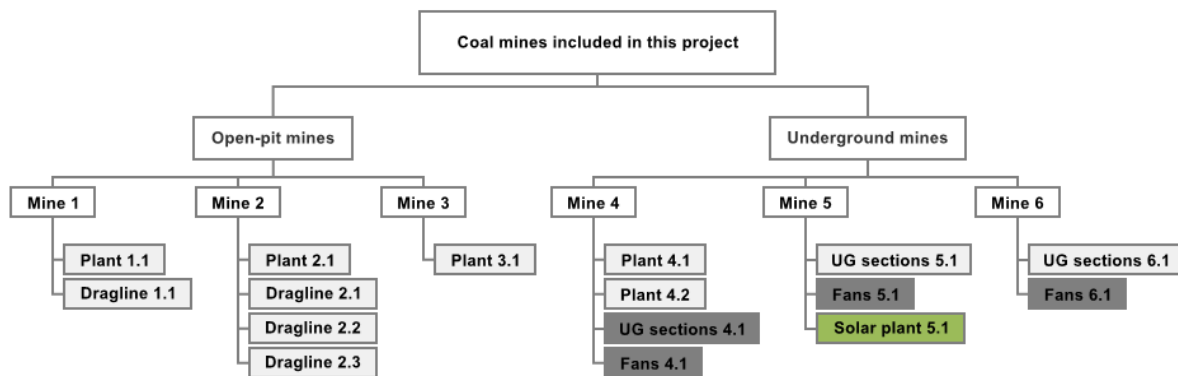 Coal mines included in this project
Open-pit mines
Underground mines
Mine 1
Mine 2
Mine 3
Mine 4
Mine 5
Mine 6
Plant 1.1
Dragline 1.1
Plant 2.1
Dragline 2.1
Dragline 2.2
Dragline 2.3
Plant 3.1
Plant 4.1
Plant 4.2
UG sections 4.1
Fans 4.1
UG sections 5.1
Fans 5.1
Solar plant 5.1
UG sections 6.1
Fans 6.1